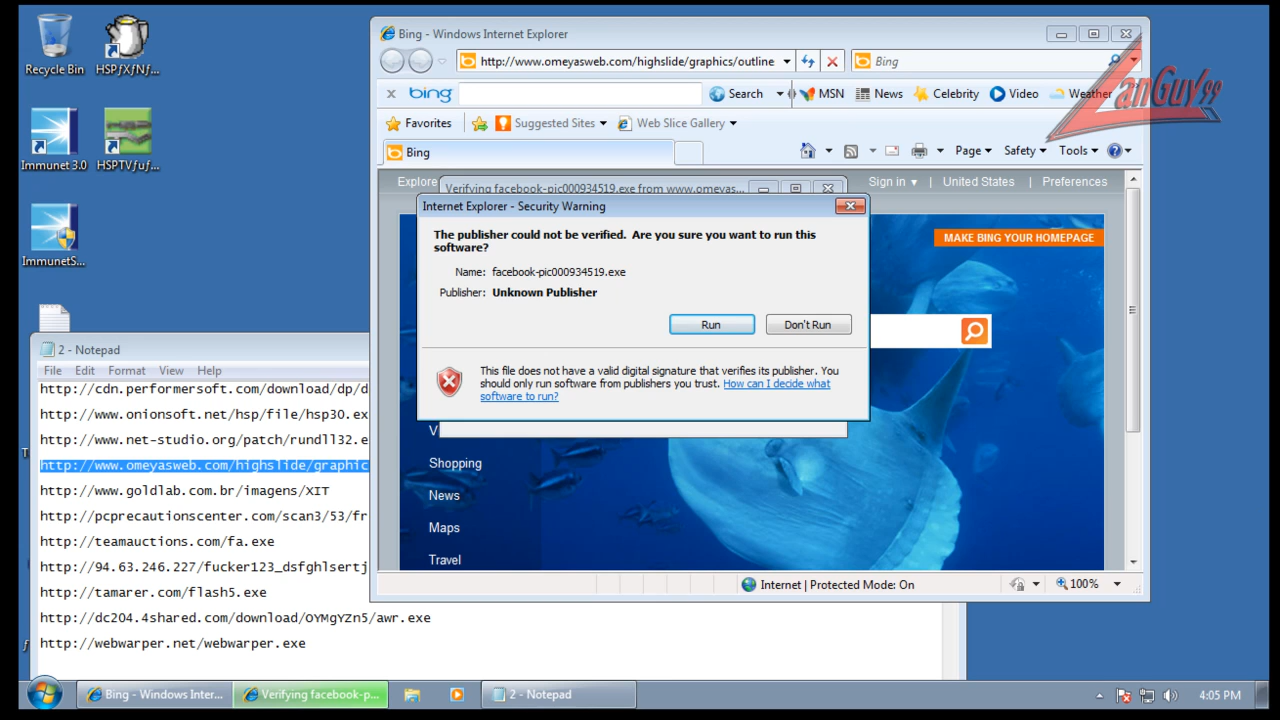 Recycle Bin
HSPƒXƒNƒ...
Immunet 3.0
HSPTVƒuƒ...
ImmunetS...
Bing - Windows Internet Explorer
http://www.omeyasweb.com/highslide/graphics/outline
Bing
x bing
Search
MSN
News
Celebrity
Video
Weather
Favorites
Suggested Sites
Web Slice Gallery
Bing
Page
Safety
Tools
Explore
Verifying facebook-pic000934519.exe from www.omeyas...
Sign in
|
United States
|
Preferences
Internet Explorer - Security Warning
The publisher could not be verified. Are you sure you want to run this
software?
Name: facebook-pic000934519.exe
Publisher: Unknown Publisher
Run
Don't Run
This file does not have a valid digital signature that verifies its publisher. You
should only run software from publishers you trust. How can I decide what
software to run?
MAKE BING YOUR HOMEPAGE
Shopping
News
Maps
Travel
Internet | Protected Mode: On
100%
2 - Notepad
File Edit Format View Help
http://cdn.performersoft.com/download/dp/d
http://www.onionsoft.net/hsp/file/hsp30.ex
http://www.net-studio.org/patch/rundll32.e
http://www.omeyasweb.com/highslide/graphic
http://www.goldlab.com.br/imagens/XIT
http://pcprecautionscenter.com/scan3/53/fr
http://teamauctions.com/fa.exe
http://94.63.246.227/fucker123_dsfghlsertj
http://tamarer.com/flash5.exe
http://dc204.4shared.com/download/OYMgYZn5/awr.exe
http://webwarper.net/webwarper.exe
Bing - Windows Inter...
Verifying facebook-p...
2 - Notepad
4:05 PM